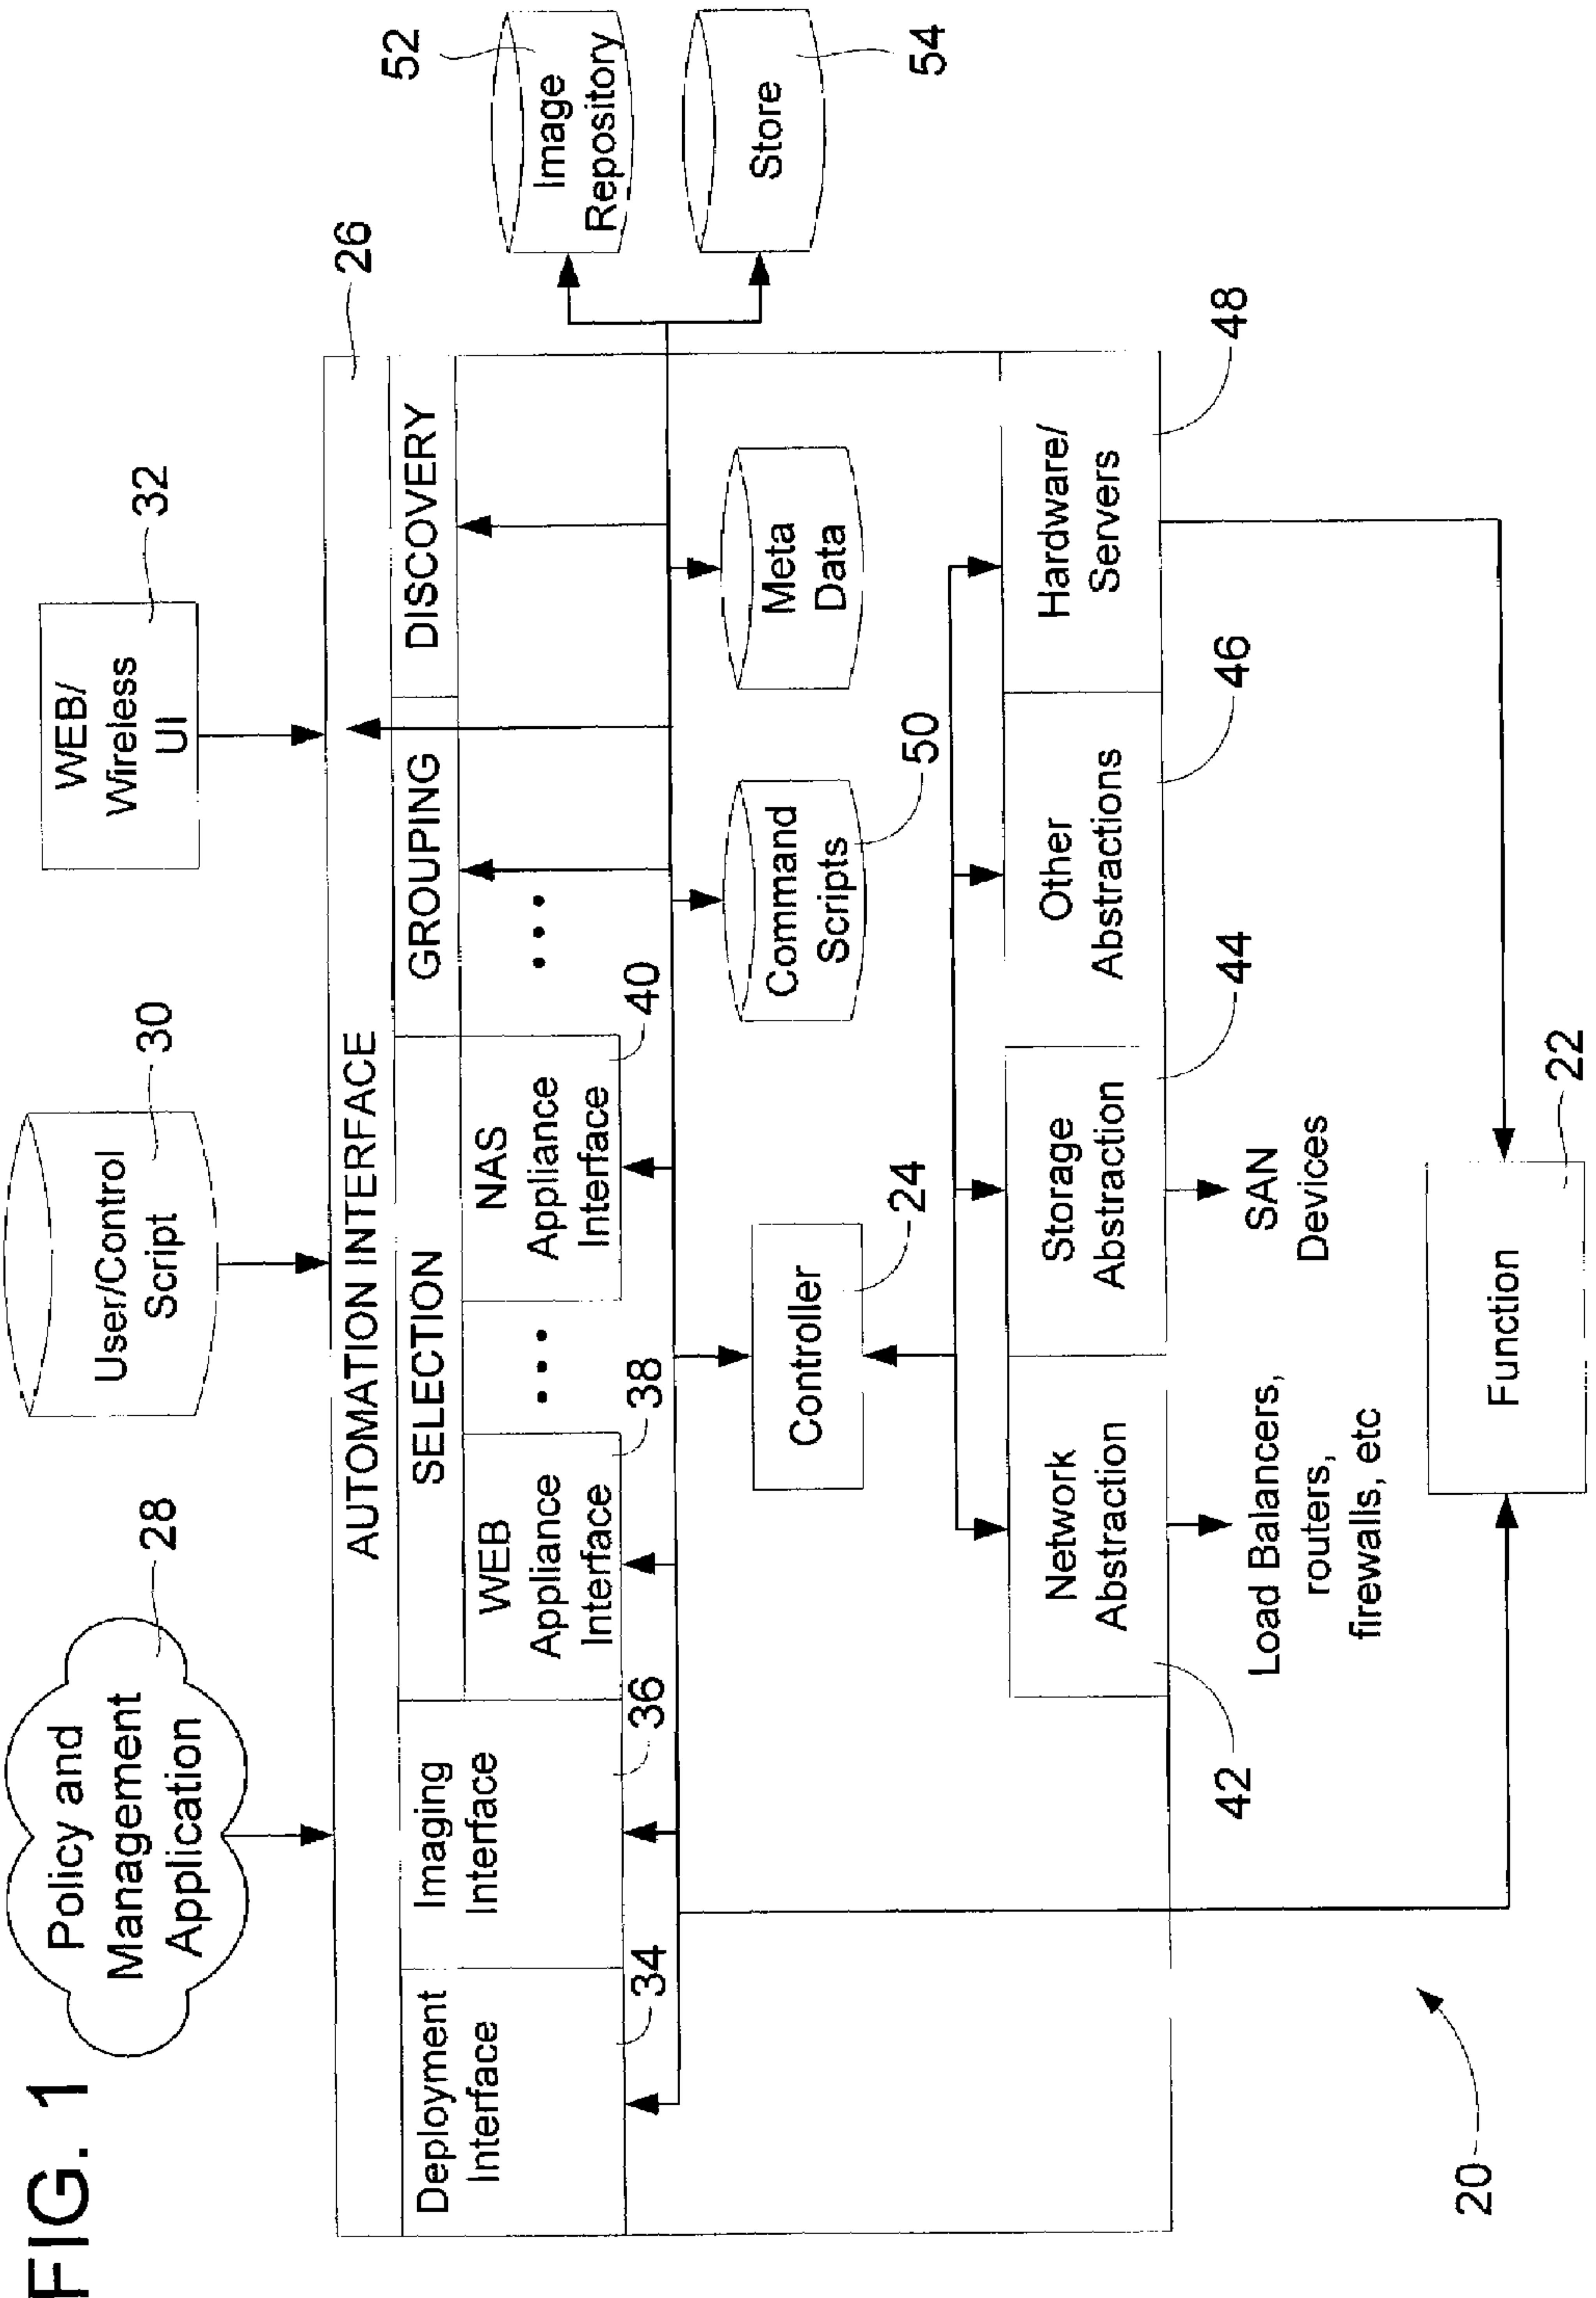 FIG. 1
Policy and
Management
Application
28
User/Control
Script
30
WEB/
Wireless
UI
32
AUTOMATION INTERFACE
26
Deployment
Interface
34
Imaging
Interface
36
SELECTION
GROUPING
DISCOVERY
WEB
Appliance
Interface
38
...
NAS
Appliance
Interface
40
...
52
Image
Repository
Store
54
Controller
24
Command
Scripts
50
Meta
Data
Network
Abstraction
42
Storage
Abstraction
44
Other
Abstractions
46
Hardware/
Servers
48
Load Balancers,
routers,
firewalls, etc
SAN
Devices
Function
22
20